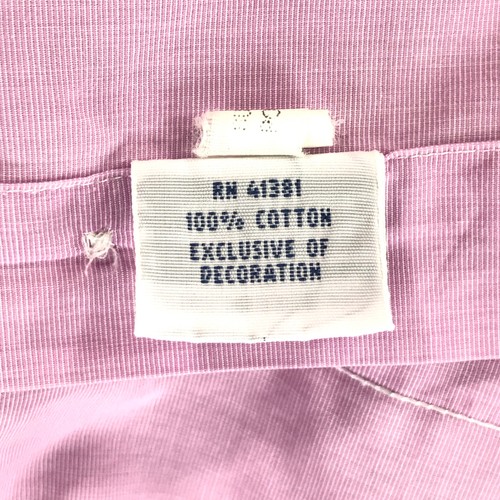 RN 41381
100% COTTON
EXCLUSIVE OF
DECORATION